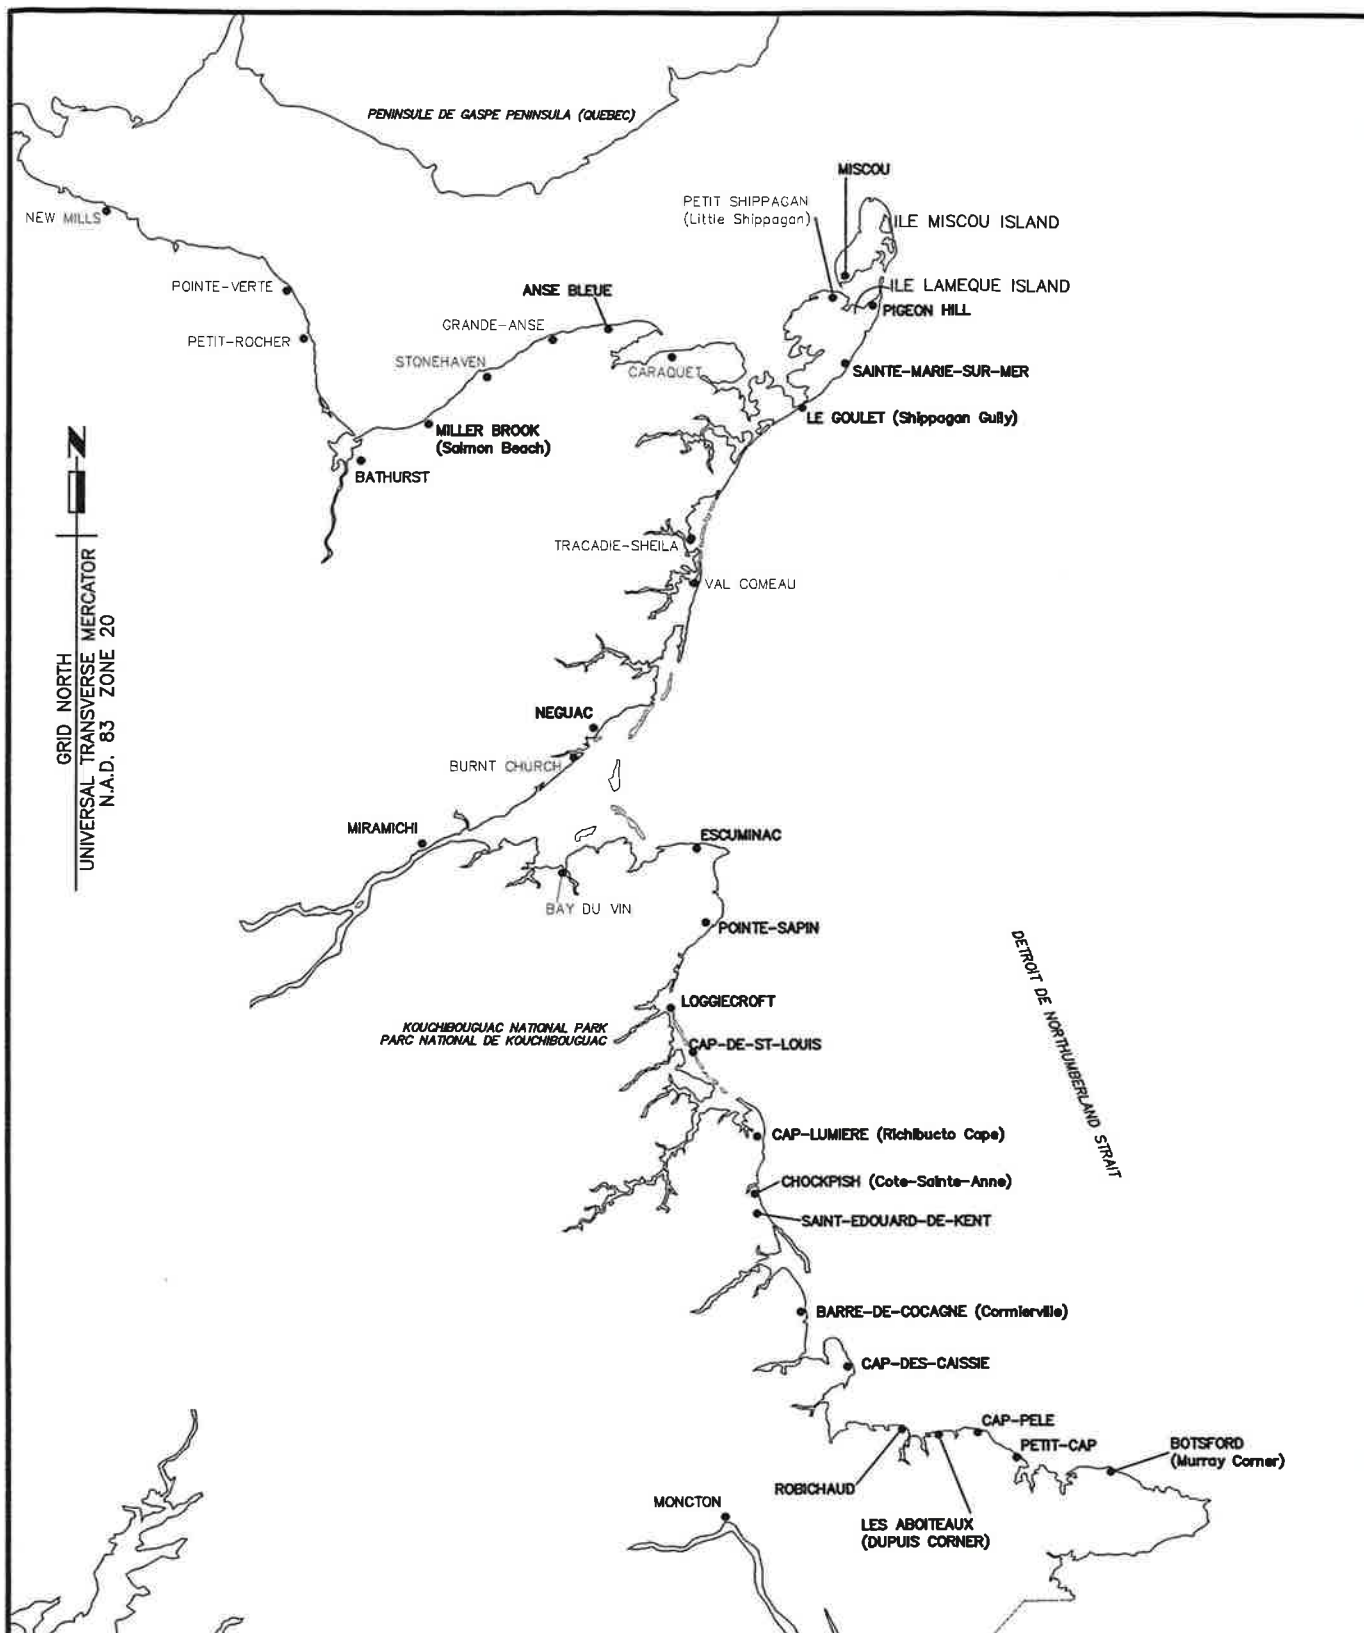 PENINSULE DE GASPE PENINSULA (QUEBEC)
MISCOU
PETIT SHIPPAGAN
(Little Shippagan)
NEW MILLS
ILE MISCOU ISLAND
POINTE-VERTE
ANSE BLEUE
ILE LAMEQUE ISLAND
PIGEON HILL
GRANDE-ANSE
PETIT-ROCHER
STONEHAVEN
CARAQUET
SAINTE-MARIE-SUR-MER
LE GOULET (Shippagan Gully)
MILLER BROOK
(Salmon Beach)
BATHURST
N
TRACADIE-SHEILA
VAL COMEAU
GRID NORTH
UNIVERSAL TRANSVERSE MERCATOR
N.A.D. 83 ZONE 20
NEGUAC
BURNT CHURCH
MIRAMICHI
ESCUMINAC
BAY DU VIN
POINTE-SAPIN
DETROIT DE NORTHUMBERLAND STRAIT
LOGGIECROFT
KOUCHIBOUGUAC NATIONAL PARK
PARC NATIONAL DE KOUCHIBOUGUAC
CAP-DE-ST-LOUIS
CAP-LUMIERE (Richibucto Cape)
CHOCKPISH (Cote-Sainte-Anne)
SAINT-EDOUARD-DE-KENT
BARRE-DE-COCAGNE (Cormierville)
CAP-DES-CAISSIE
CAP-PELE
PETIT-CAP
BOTSFORD
(Murray Corner)
ROBICHAUD
MONCTON
LES ABOITEAUX
(DUPUIS CORNER)